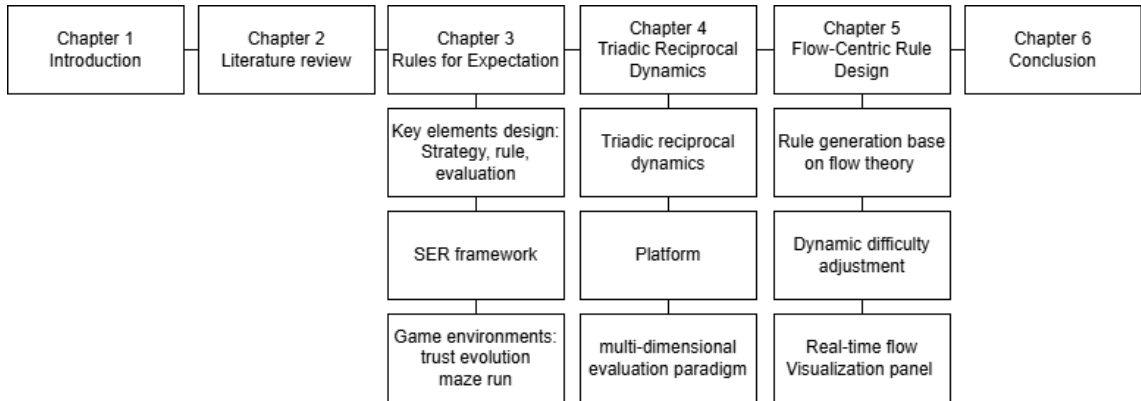 Chapter 1
Introduction
Chapter 2
Literature review
Chapter 3
Rules for Expectation
Chapter 4
Triadic Reciprocal
Dynamics
Chapter 5
Flow-Centric Rule
Design
Chapter 6
Conclusion
Key elements design:
Strategy, rule,
evaluation
Triadic reciprocal
dynamics
Rule generation base
on flow theory
SER framework
Platform
Dynamic difficulty
adjustment
Game environments:
trust evolution
maze run
multi-dimensional
evaluation paradigm
Real-time flow
Visualization panel